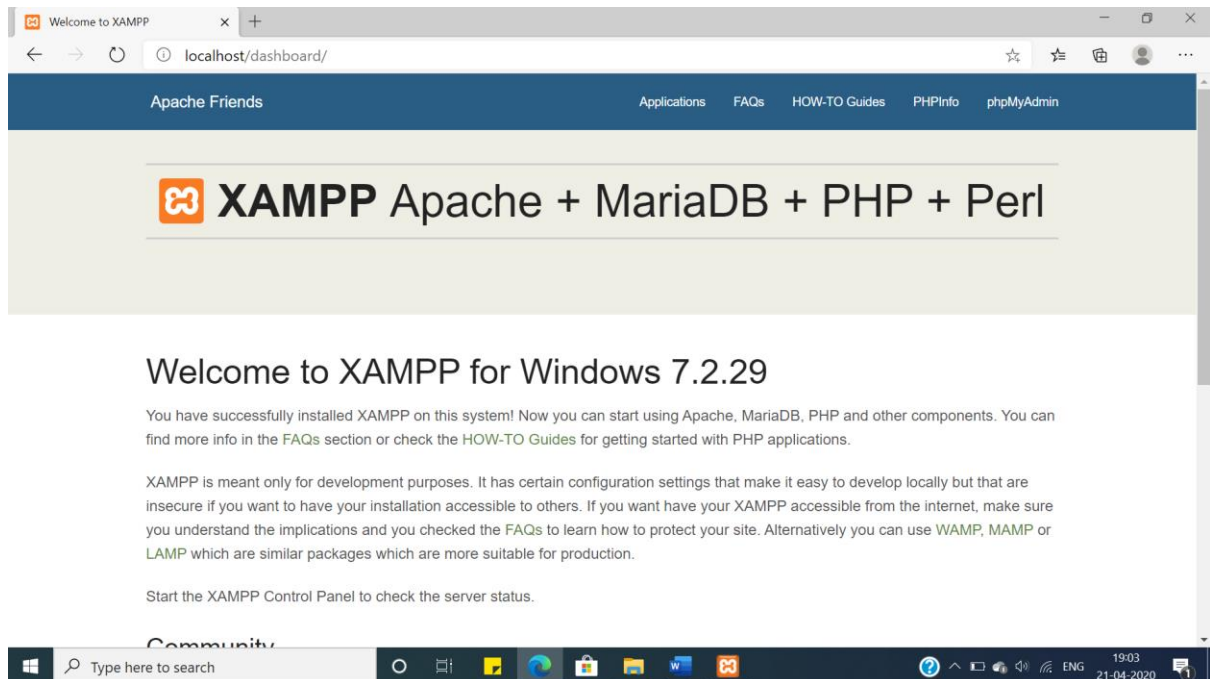 Welcome to XAMPP
localhost/dashboard/
Apache Friends
Applications
FAQs
HOW-TO Guides
PHPInfo
phpMyAdmin
XAMPP Apache + MariaDB + PHP + Perl
Welcome to XAMPP for Windows 7.2.29
You have successfully installed XAMPP on this system! Now you can start using Apache, MariaDB, PHP and other components. You can
find more info in the FAQs section or check the HOW-TO Guides for getting started with PHP applications.
XAMPP is meant only for development purposes. It has certain configuration settings that make it easy to develop locally but that are
insecure if you want to have your installation accessible to others. If you want have your XAMPP accessible from the internet, make sure
you understand the implications and you checked the FAQs to learn how to protect your site. Alternatively you can use WAMP, MAMP or
LAMP which are similar packages which are more suitable for production.
Start the XAMPP Control Panel to check the server status.
Community
Type here to search
ENG
19:03
21-04-2020